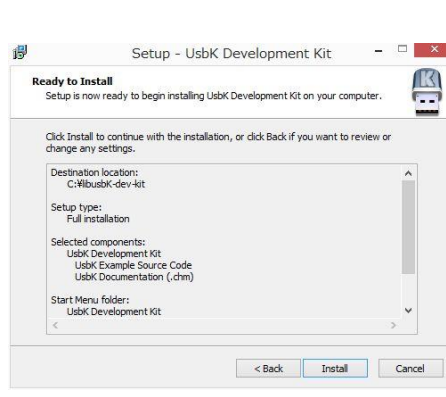 Setup - UsbK Development Kit
Ready to Install
Setup is now ready to begin installing UsbK Development Kit on your computer.
K
Click Install to continue with the installation, or click Back if you want to review or
change any settings.
Destination location:
C:¥libusbK-dev-kit
Setup type:
Full installation
Selected components:
UsbK Development Kit
UsbK Example Source Code
UsbK Documentation (.chm)
Start Menu folder:
UsbK Development Kit
< Back
Install
Cancel